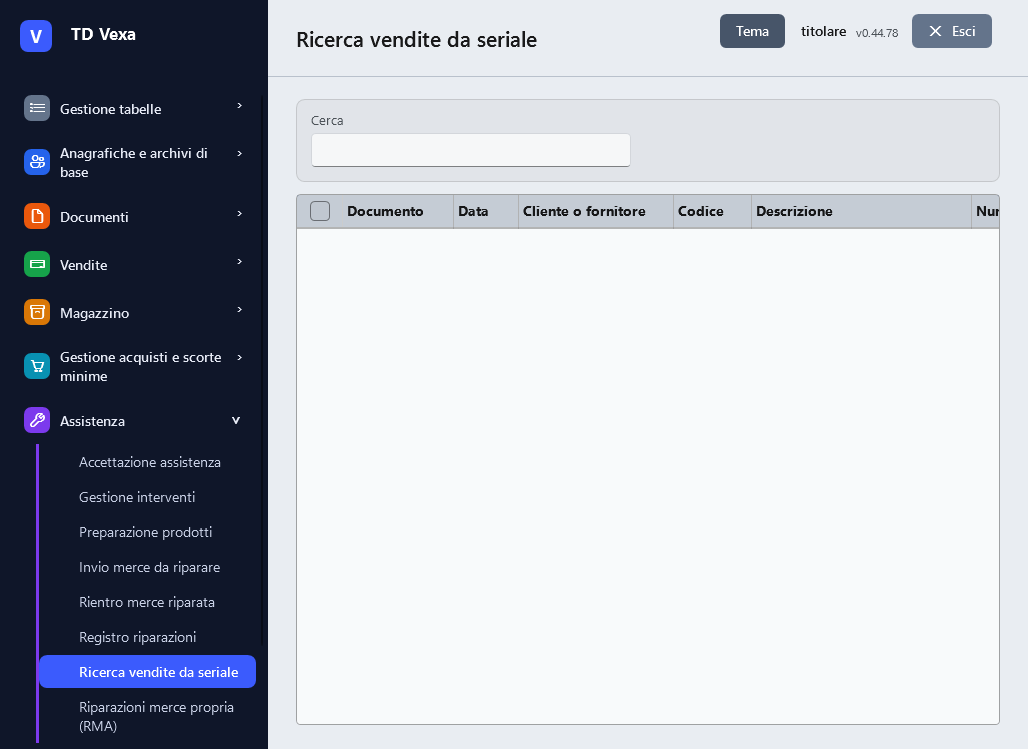 V
TD Vexa
Gestione tabelle
Anagrafiche e archivi di
base
Documenti
Vendite
Magazzino
Gestione acquisti e scorte
minime
Assistenza
Accettazione assistenza
Gestione interventi
Preparazione prodotti
Invio merce da riparare
Rientro merce riparata
Registro riparazioni
Ricerca vendite da seriale
Riparazioni merce propria
(RMA)
Ricerca vendite da seriale
Tema
titolare v0.44.78
Esci
Cerca
Documento Data Cliente o fornitore Codice Descrizione